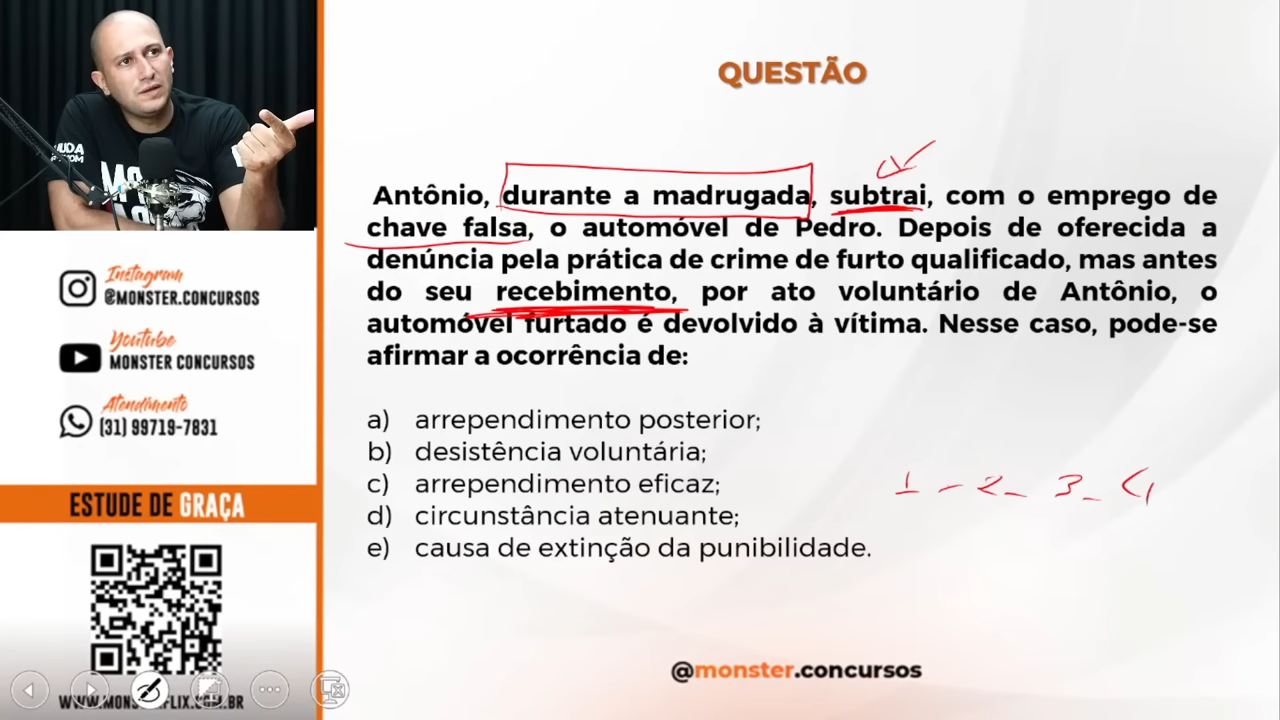 QUESTÃO
Antônio, durante a madrugada, subtrai, com o emprego de
chave falsa, o automóvel de Pedro. Depois de oferecida a
denúncia pela prática de crime de furto qualificado, mas antes
do seu recebimento, por ato voluntário de Antônio, o
automóvel furtado é devolvido à vítima. Nesse caso, pode-se
afirmar a ocorrência de:
a) arrependimento posterior;
b) desistência voluntária;
c) arrependimento eficaz;
d) circunstância atenuante;
e) causa de extinção da punibilidade.
1 - 2 - 3 - 4
@monster.concursos
Instagram
@MONSTER.CONCURSOS
Youtube
MONSTER CONCURSOS
Atendimento
(31) 99719-7831
ESTUDE DE GRAÇA